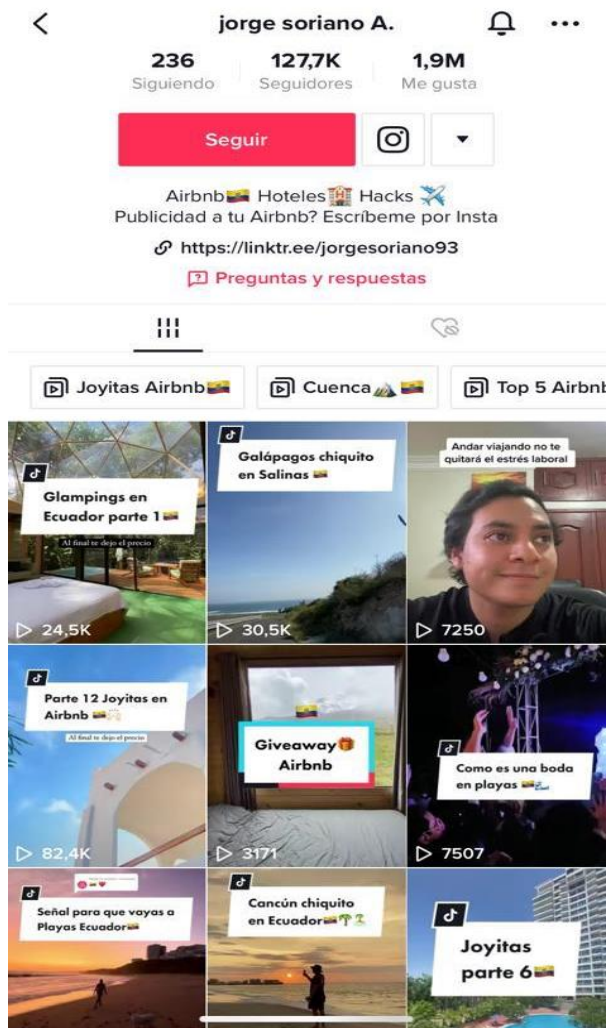 jorge soriano A.
236 127,7K 1,9M
Siguiendo Seguidores Me gusta
Seguir
Airbnb🇪🇨 Hoteles🏨 Hacks ✈️
Publicidad a tu Airbnb? Escríbeme por Insta
https://linktr.ee/jorgesoriano93
Preguntas y respuestas
Joyitas Airbnb🇪🇨 Cuenca⛰️🇪🇨 Top 5 Airbnb
Glampings en
Ecuador parte 1🇪🇨
Al final te dejo el precio
24,5K
Galápagos chiquito
en Salinas 🇪🇨
30,5K
Andar viajando no te
quitará el estrés laboral
7250
Parte 12 Joyitas en
Airbnb 🇪🇨
Al final te dejo el precio
82,4K
Giveaway🎁
Airbnb
3171
Como es una boda
en playas 🇪🇨
7507
Señal para que vayas a
Playas Ecuador🇪🇨
Cancún chiquito
en Ecuador🇪🇨🌴🏝️
Joyitas
parte 6🇪🇨